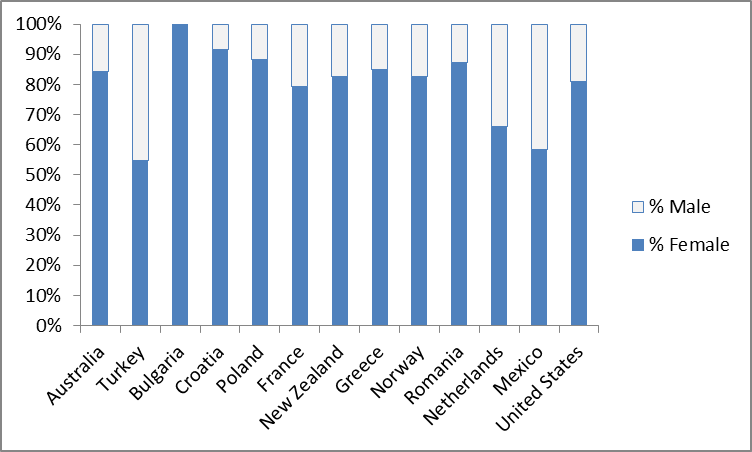 100%
90%
80%
70%
60%
50%
40%
30%
20%
10%
0%
Australia
Turkey
Bulgaria
Croatia
Poland
France
New Zealand
Greece
Norway
Romania
Netherlands
Mexico
United States
% Male
% Female